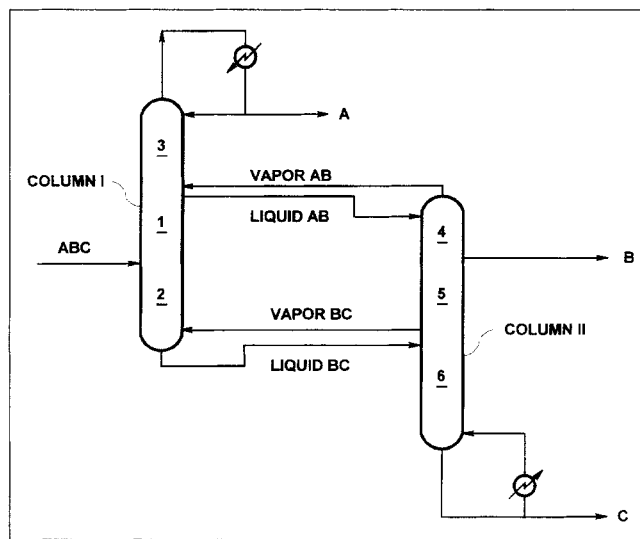 A
3
COLUMN I
VAPOR AB
1
LIQUID AB
4
ABC
B
5
2
VAPOR BC
COLUMN II
LIQUID BC
6
C